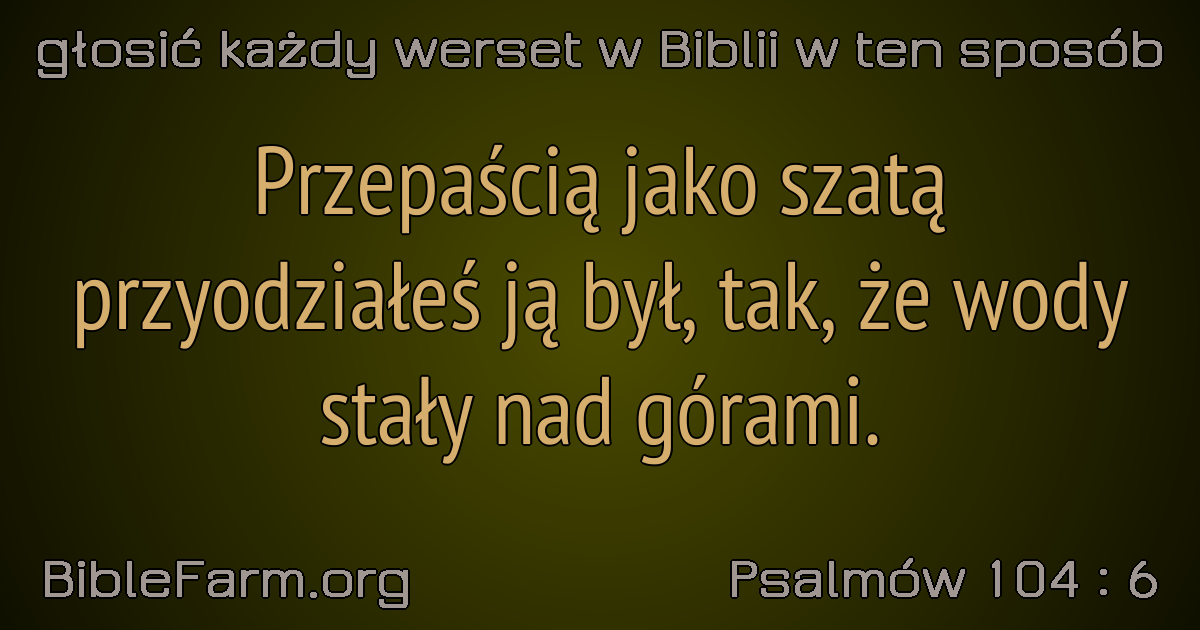 głosić każdy werset w Biblii w ten sposób
Przepaścią jako szatą
przyodziałeś ją był, tak, że wody
stały nad górami.
BibleFarm.org
Psalmów 104 : 6